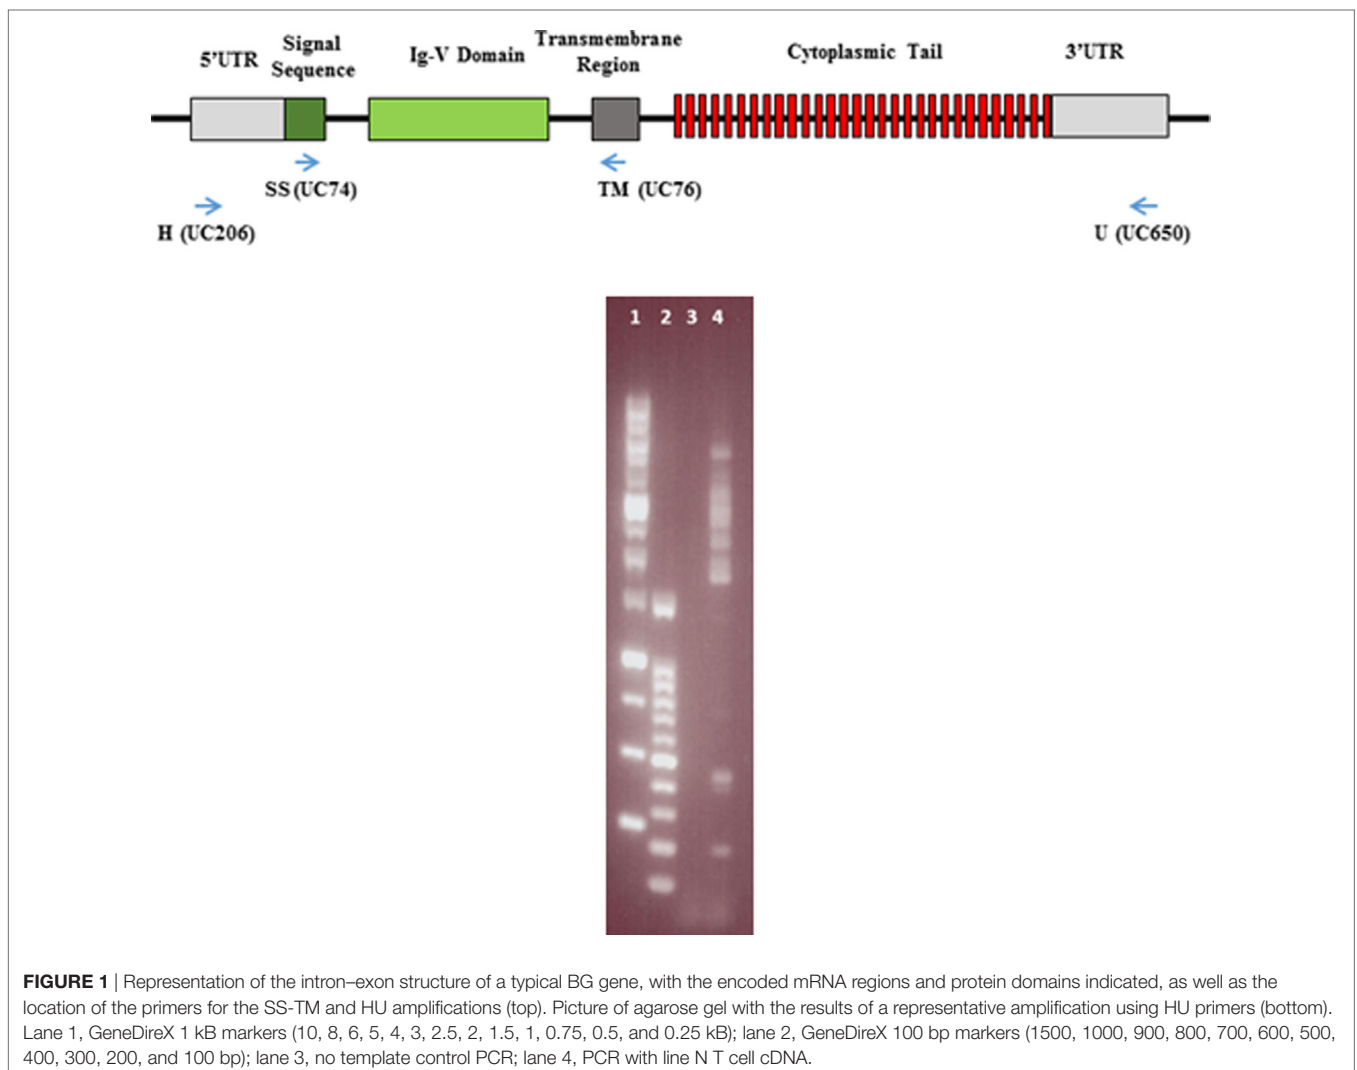 5'UTR
Signal
Sequence
Ig-V Domain
Transmembrane
Region
Cytoplasmic Tail
3'UTR
SS (UC74)
TM (UC76)
H (UC206)
U (UC650)
1 2 3 4
FIGURE 1 | Representation of the intron–exon structure of a typical BG gene, with the encoded mRNA regions and protein domains indicated, as well as the
location of the primers for the SS-TM and HU amplifications (top). Picture of agarose gel with the results of a representative amplification using HU primers (bottom).
Lane 1, GeneDireX 1 kB markers (10, 8, 6, 5, 4, 3, 2.5, 2, 1.5, 1, 0.75, 0.5, and 0.25 kB); lane 2, GeneDireX 100 bp markers (1500, 1000, 900, 800, 700, 600, 500,
400, 300, 200, and 100 bp); lane 3, no template control PCR; lane 4, PCR with line N T cell cDNA.